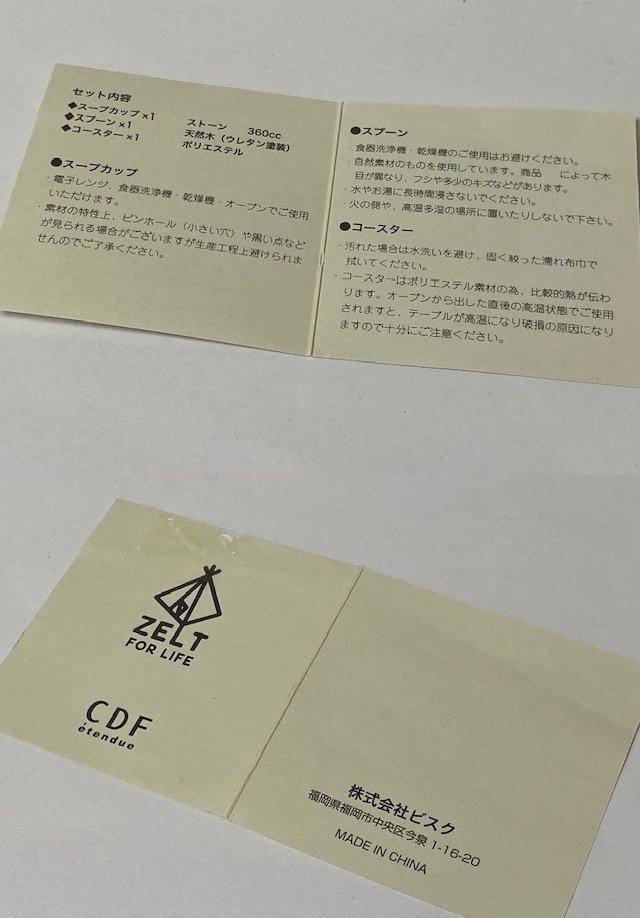 セット内容
◆スープカップ×1 ストーン 360cc
◆スプーン×1 天然木（ウレタン塗装）
◆コースター×1 ポリエステル
●スープカップ
・電子レンジ、食器洗浄機・乾燥機・オーブンでご使用
いただけます。
・素材の特性上、ピンホール（小さい穴）や黒い点など
が見られる場合がございますが生産工程上避けられま
せんのでご了承ください。
●スプーン
・食器洗浄機・乾燥機のご使用はお避けください。
・自然素材のものを使用しています。商品 によって木
目が異なり、フシや多少のキズなどがあります。
・水やお湯に長時間浸さないでください。
・火の側や、高温多湿の場所に置いたりしないで下さい。
●コースター
・汚れた場合は水洗いを避け、固く絞った濡れ布巾で
拭いてください。
・コースターはポリエステル素材の為、比較的熱が伝わ
ります。オーブンから出した直後の高温状態でご使用
されますと、テーブルが高温になり破損の原因になり
ますので十分にご注意ください。
ZELT
FOR LIFE
CDF
étendue
株式会社ビスク
福岡県福岡市中央区今泉 1-16-20
MADE IN CHINA